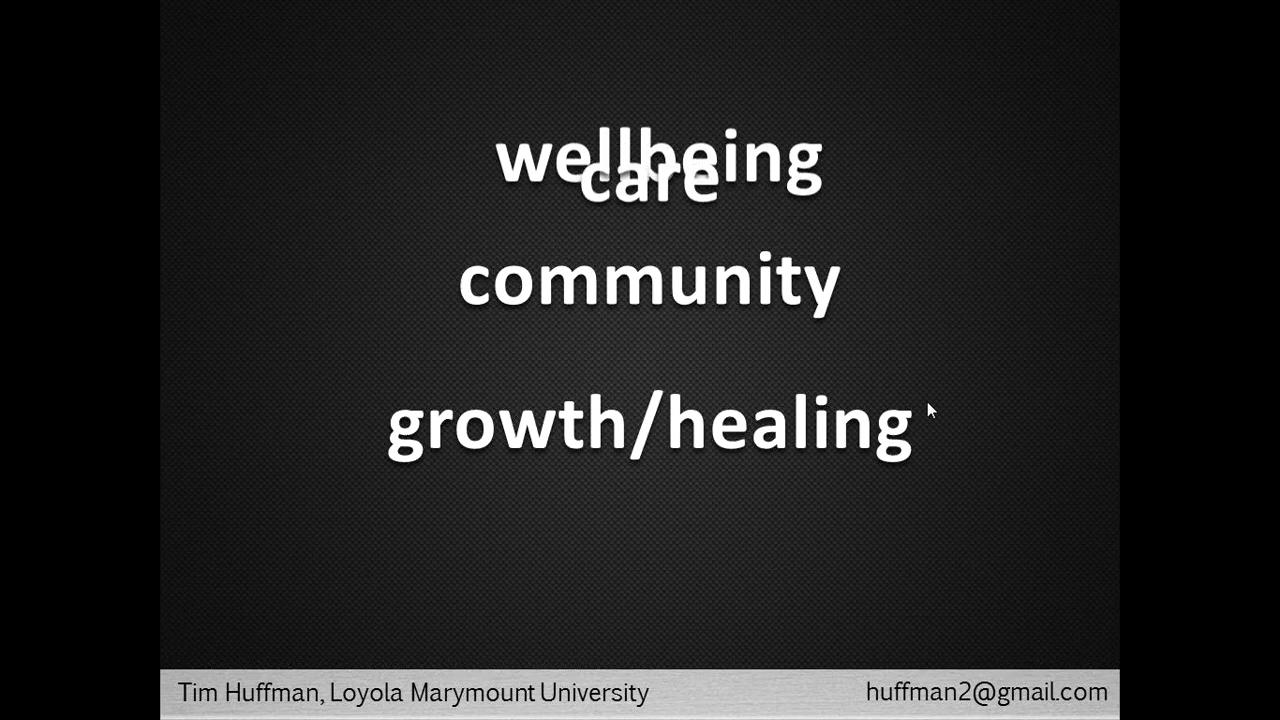 wellbeing
care
community
growth/healing
Tim Huffman, Loyola Marymount University
huffman2@gmail.com